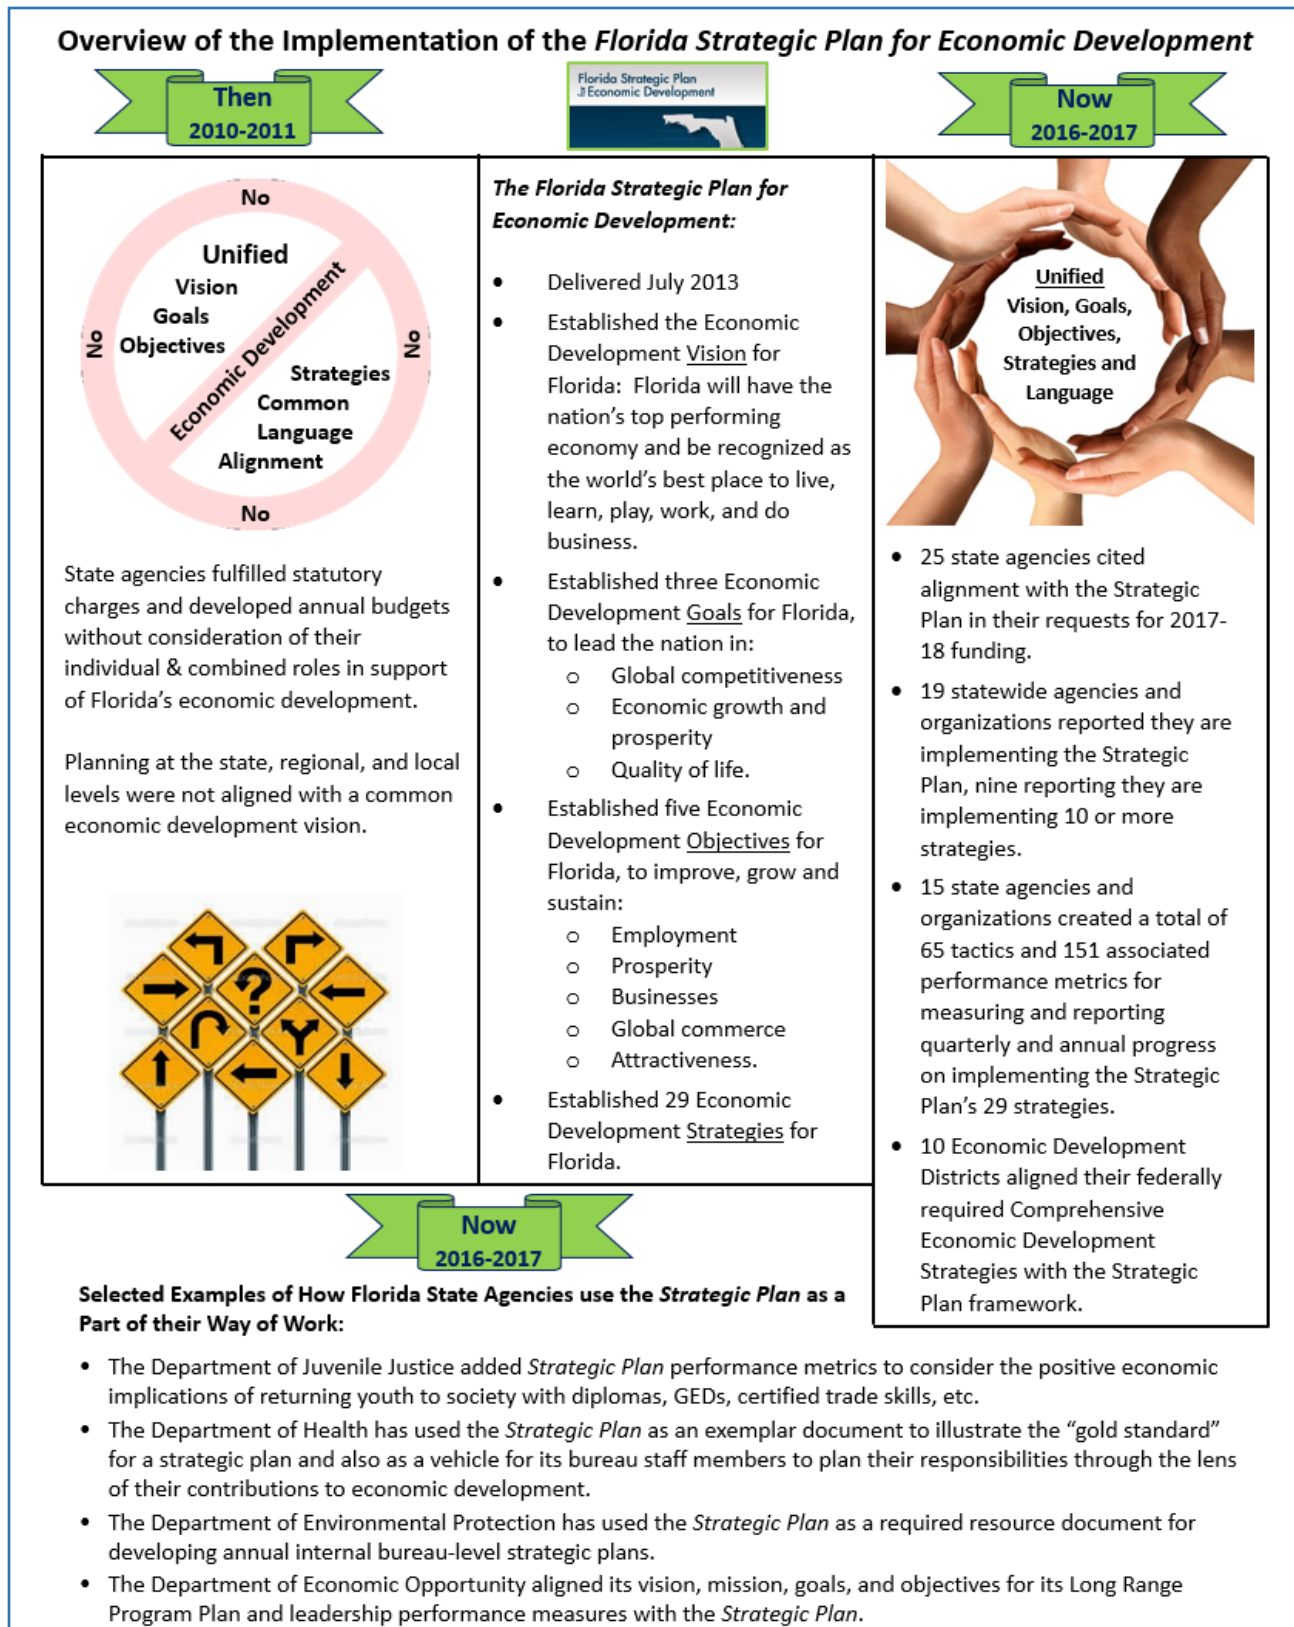 Overview of the Implementation of the Florida Strategic Plan for Economic Development
Then
2010-2011
Florida Strategic Plan
for Economic Development
Now
2016-2017
No
Unified
Vision
Goals
Objectives
No
No
Economic Development
Strategies
Common
Language
Alignment
No
State agencies fulfilled statutory
charges and developed annual budgets
without consideration of their
individual & combined roles in support
of Florida's economic development.
Planning at the state, regional, and local
levels were not aligned with a common
economic development vision.
The Florida Strategic Plan for
Economic Development:
• Delivered July 2013
• Established the Economic
Development Vision for
Florida: Florida will have the
nation's top performing
economy and be recognized as
the world's best place to live,
learn, play, work, and do
business.
• Established three Economic
Development Goals for Florida,
to lead the nation in:
o Global competitiveness
o Economic growth and
prosperity
o Quality of life.
• Established five Economic
Development Objectives for
Florida, to improve, grow and
sustain:
o Employment
o Prosperity
o Businesses
o Global commerce
o Attractiveness.
• Established 29 Economic
Development Strategies for
Florida.
Unified
Vision, Goals,
Objectives,
Strategies and
Language
• 25 state agencies cited
alignment with the Strategic
Plan in their requests for 2017-
18 funding.
• 19 statewide agencies and
organizations reported they are
implementing the Strategic
Plan, nine reporting they are
implementing 10 or more
strategies.
• 15 state agencies and
organizations created a total of
65 tactics and 151 associated
performance metrics for
measuring and reporting
quarterly and annual progress
on implementing the Strategic
Plan's 29 strategies.
• 10 Economic Development
Districts aligned their federally
required Comprehensive
Economic Development
Strategies with the Strategic
Plan framework.
Now
2016-2017
Selected Examples of How Florida State Agencies use the Strategic Plan as a
Part of their Way of Work:
• The Department of Juvenile Justice added Strategic Plan performance metrics to consider the positive economic
implications of returning youth to society with diplomas, GEDs, certified trade skills, etc.
• The Department of Health has used the Strategic Plan as an exemplar document to illustrate the “gold standard”
for a strategic plan and also as a vehicle for its bureau staff members to plan their responsibilities through the lens
of their contributions to economic development.
• The Department of Environmental Protection has used the Strategic Plan as a required resource document for
developing annual internal bureau-level strategic plans.
• The Department of Economic Opportunity aligned its vision, mission, goals, and objectives for its Long Range
Program Plan and leadership performance measures with the Strategic Plan.